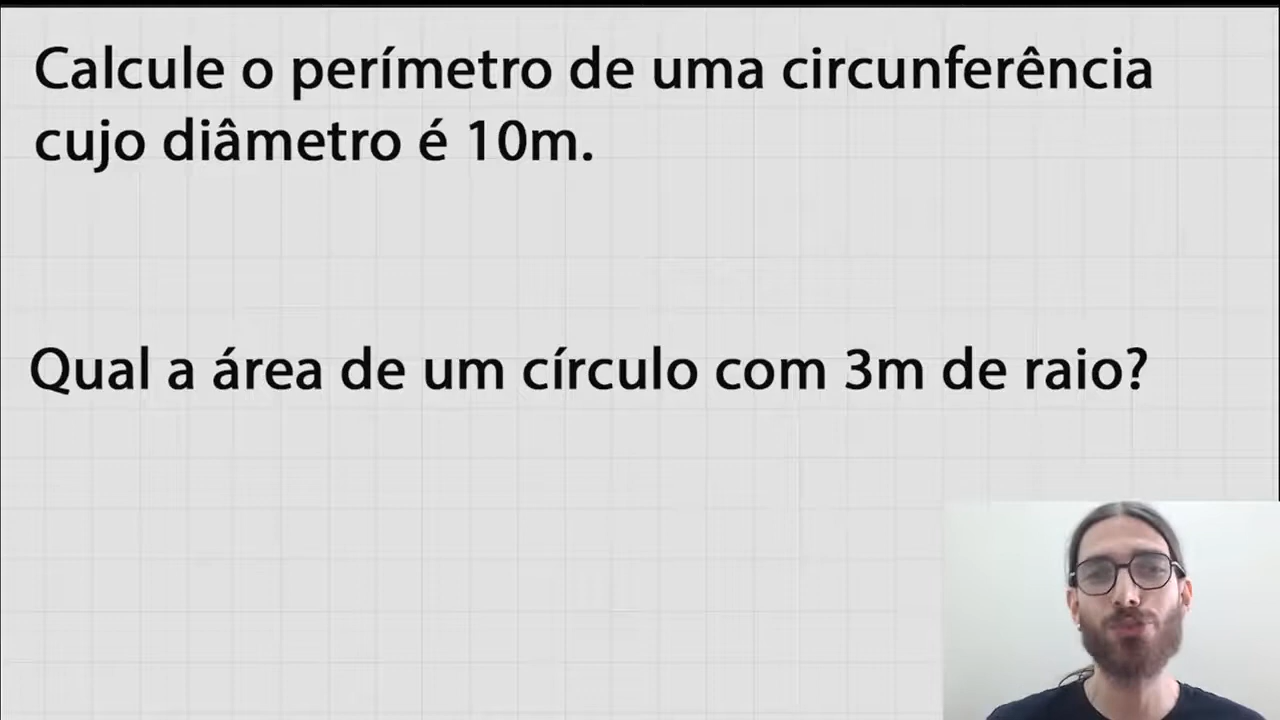 Calcule o perímetro de uma circunferência
cujo diâmetro é 10m.
Qual a área de um círculo com 3m de raio?